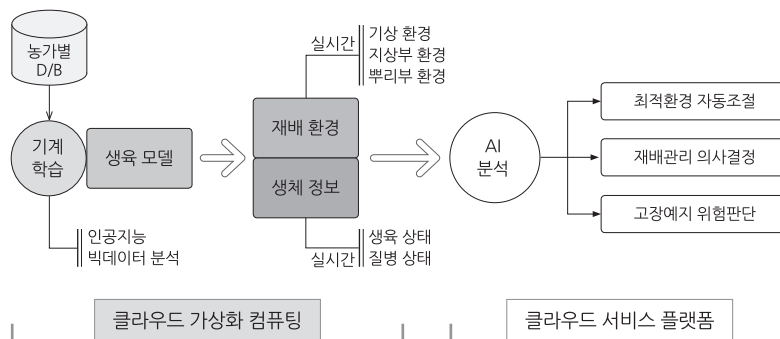 농가별
D/B
기계
학습
생육 모델
인공지능
빅데이터 분석
실시간
기상 환경
지상부 환경
뿌리부 환경
재배 환경
생체 정보
실시간
생육 상태
질병 상태
AI
분석
최적환경 자동조절
재배관리 의사결정
고장예지 위험판단
클라우드 가상화 컴퓨팅
클라우드 서비스 플랫폼